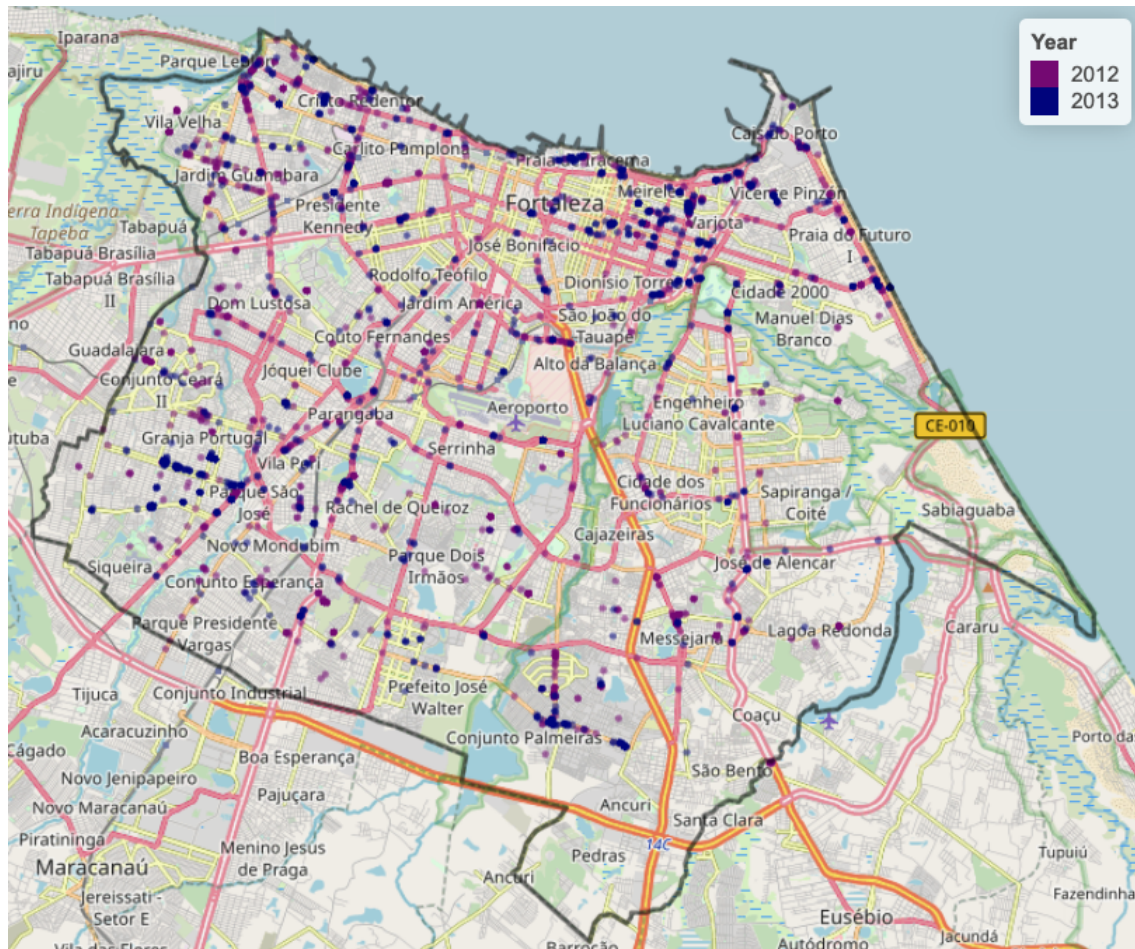 Iparana
Year
2012
2013
Parque Le
Cristo Redentor
Vila Velha
Cais do Porto
Carlito Pamplona
Praia de Iracema
Jardim Guanabara
Meireles
Vicente Pinzon
Presidente
Kennedy
Fortaleza
Varjota
Terra Indígena
Tapeba
Tabapuá
José Bonifácio
Praia do Futuro
I
Tabapuá Brasília
Tabapuá Brasília
II
Rodolfo Teófilo
Dionísio Torres
Cidade 2000
Dom Lustosa
Jardim América
São João do
Tauape
Manuel Dias
Branco
Couto Fernandes
Guadalajara
Alto da Balança
Jóquei Clube
Conjunto Ceará
II
Aeroporto
Engenheiro
Luciano Cavalcante
Parangaba
CE-010
Granja Portugal
Serrinha
Vila Peri
Cidade dos
Funcionários
Sapiranga /
Coité
Parque São
José
Rachel de Queiroz
Sabiaguaba
Cajazeiras
Novo Mondubim
Siqueira
Parque Dois
Irmãos
José de Alencar
Conjunto Esperança
Parque Presidente
Vargas
Messejana
Lagoa Redonda
Cararu
Tijuca
Conjunto Industrial
Prefeito José
Walter
Coaçu
Acaracuzinho
Conjunto Palmeiras
Porto das
Cágado
Boa Esperança
São Bento
Novo Jenipapeiro
Pajuçara
Ancuri
Novo Maracanaú
Santa Clara
Piratininga
Menino Jesus
de Praga
14C
Pedras
Tupuiú
Maracanaú
Ancuri
Jereissati -
Setor E
Fazendinha
Eusébio
Jacundá
Vila das Flores
Barrocão
Autódromo